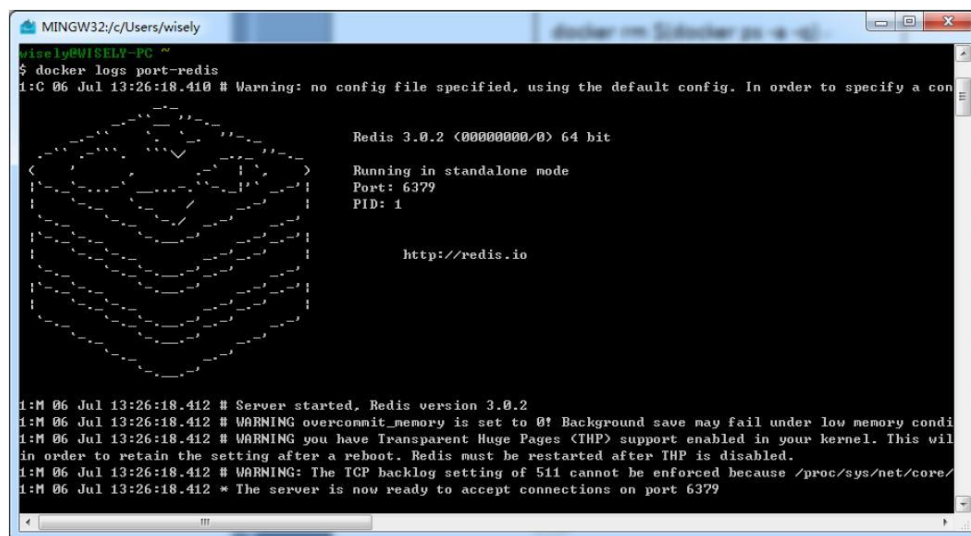 MINGW32:/c/Users/wisely
docker rm $(docker ps -a -q)
wisely@WISELY-PC ~
$ docker logs port-redis
1:C 06 Jul 13:26:18.410 # Warning: no config file specified, using the default config. In order to specify a con
Redis 3.0.2 (00000000/0) 64 bit
Running in standalone mode
Port: 6379
PID: 1
http://redis.io
1:M 06 Jul 13:26:18.412 # Server started, Redis version 3.0.2
1:M 06 Jul 13:26:18.412 # WARNING overcommit_memory is set to 0! Background save may fail under low memory condi
1:M 06 Jul 13:26:18.412 # WARNING you have Transparent Huge Pages (THP) support enabled in your kernel. This wil
in order to retain the setting after a reboot. Redis must be restarted after THP is disabled.
1:M 06 Jul 13:26:18.412 # WARNING: The TCP backlog setting of 511 cannot be enforced because /proc/sys/net/core/
1:M 06 Jul 13:26:18.412 * The server is now ready to accept connections on port 6379